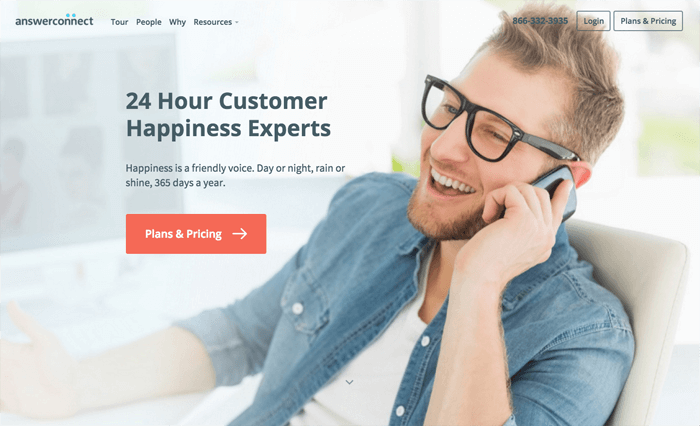 answerconnect
Tour People Why Resources
866-332-3935
Login
Plans & Pricing
24 Hour Customer
Happiness Experts
Happiness is a friendly voice. Day or night, rain or
shine, 365 days a year.
Plans & Pricing